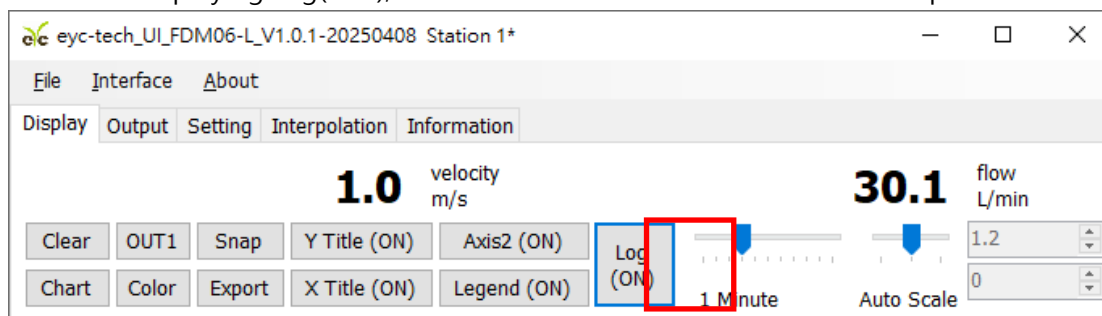 eyc-tech_UI_FDM06-L_V1.0.1-20250408 Station 1*
File Interface About
Display Output Setting Interpolation Information
1.0 velocity m/s 30.1 flow L/min
Clear OUT1 Snap Y Title (ON) Axis2 (ON) Log (ON) 1.2
Chart Color Export X Title (ON) Legend (ON) 1 Minute Auto Scale 0